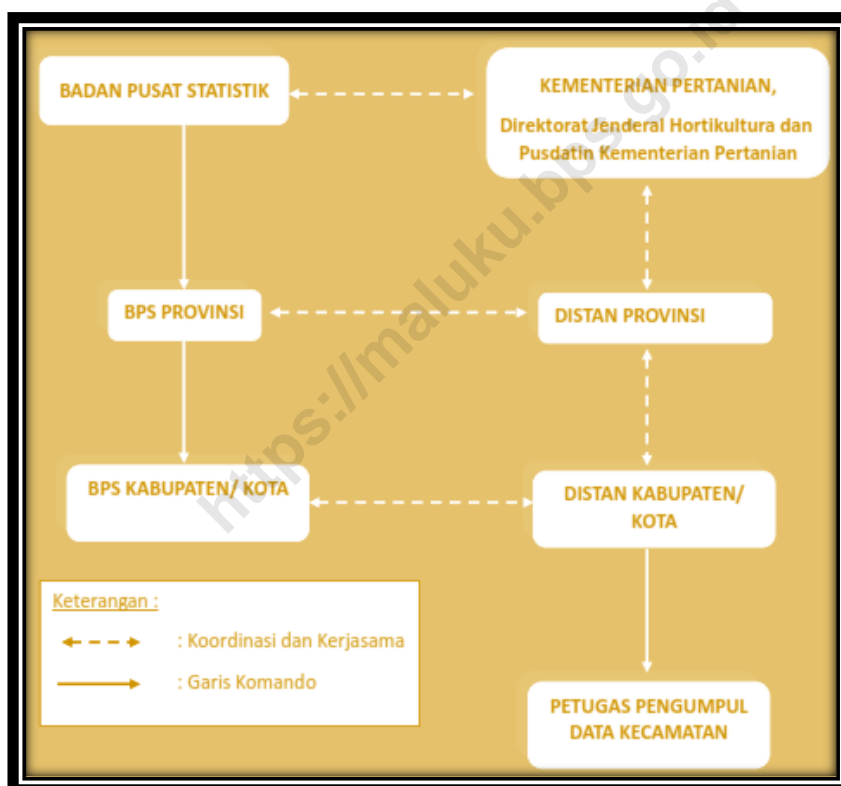 BADAN PUSAT STATISTIK
KEMENTERIAN PERTANIAN,
Direktorat Jenderal Hortikultura dan
Pusdatin Kementerian Pertanian
BPS PROVINSI
DISTAN PROVINSI
BPS KABUPATEN/ KOTA
DISTAN KABUPATEN/
KOTA
Keterangan :
: Koordinasi dan Kerjasama
: Garis Komando
PETUGAS PENGUMPUL
DATA KECAMATAN
https://maluku.bps.go.id